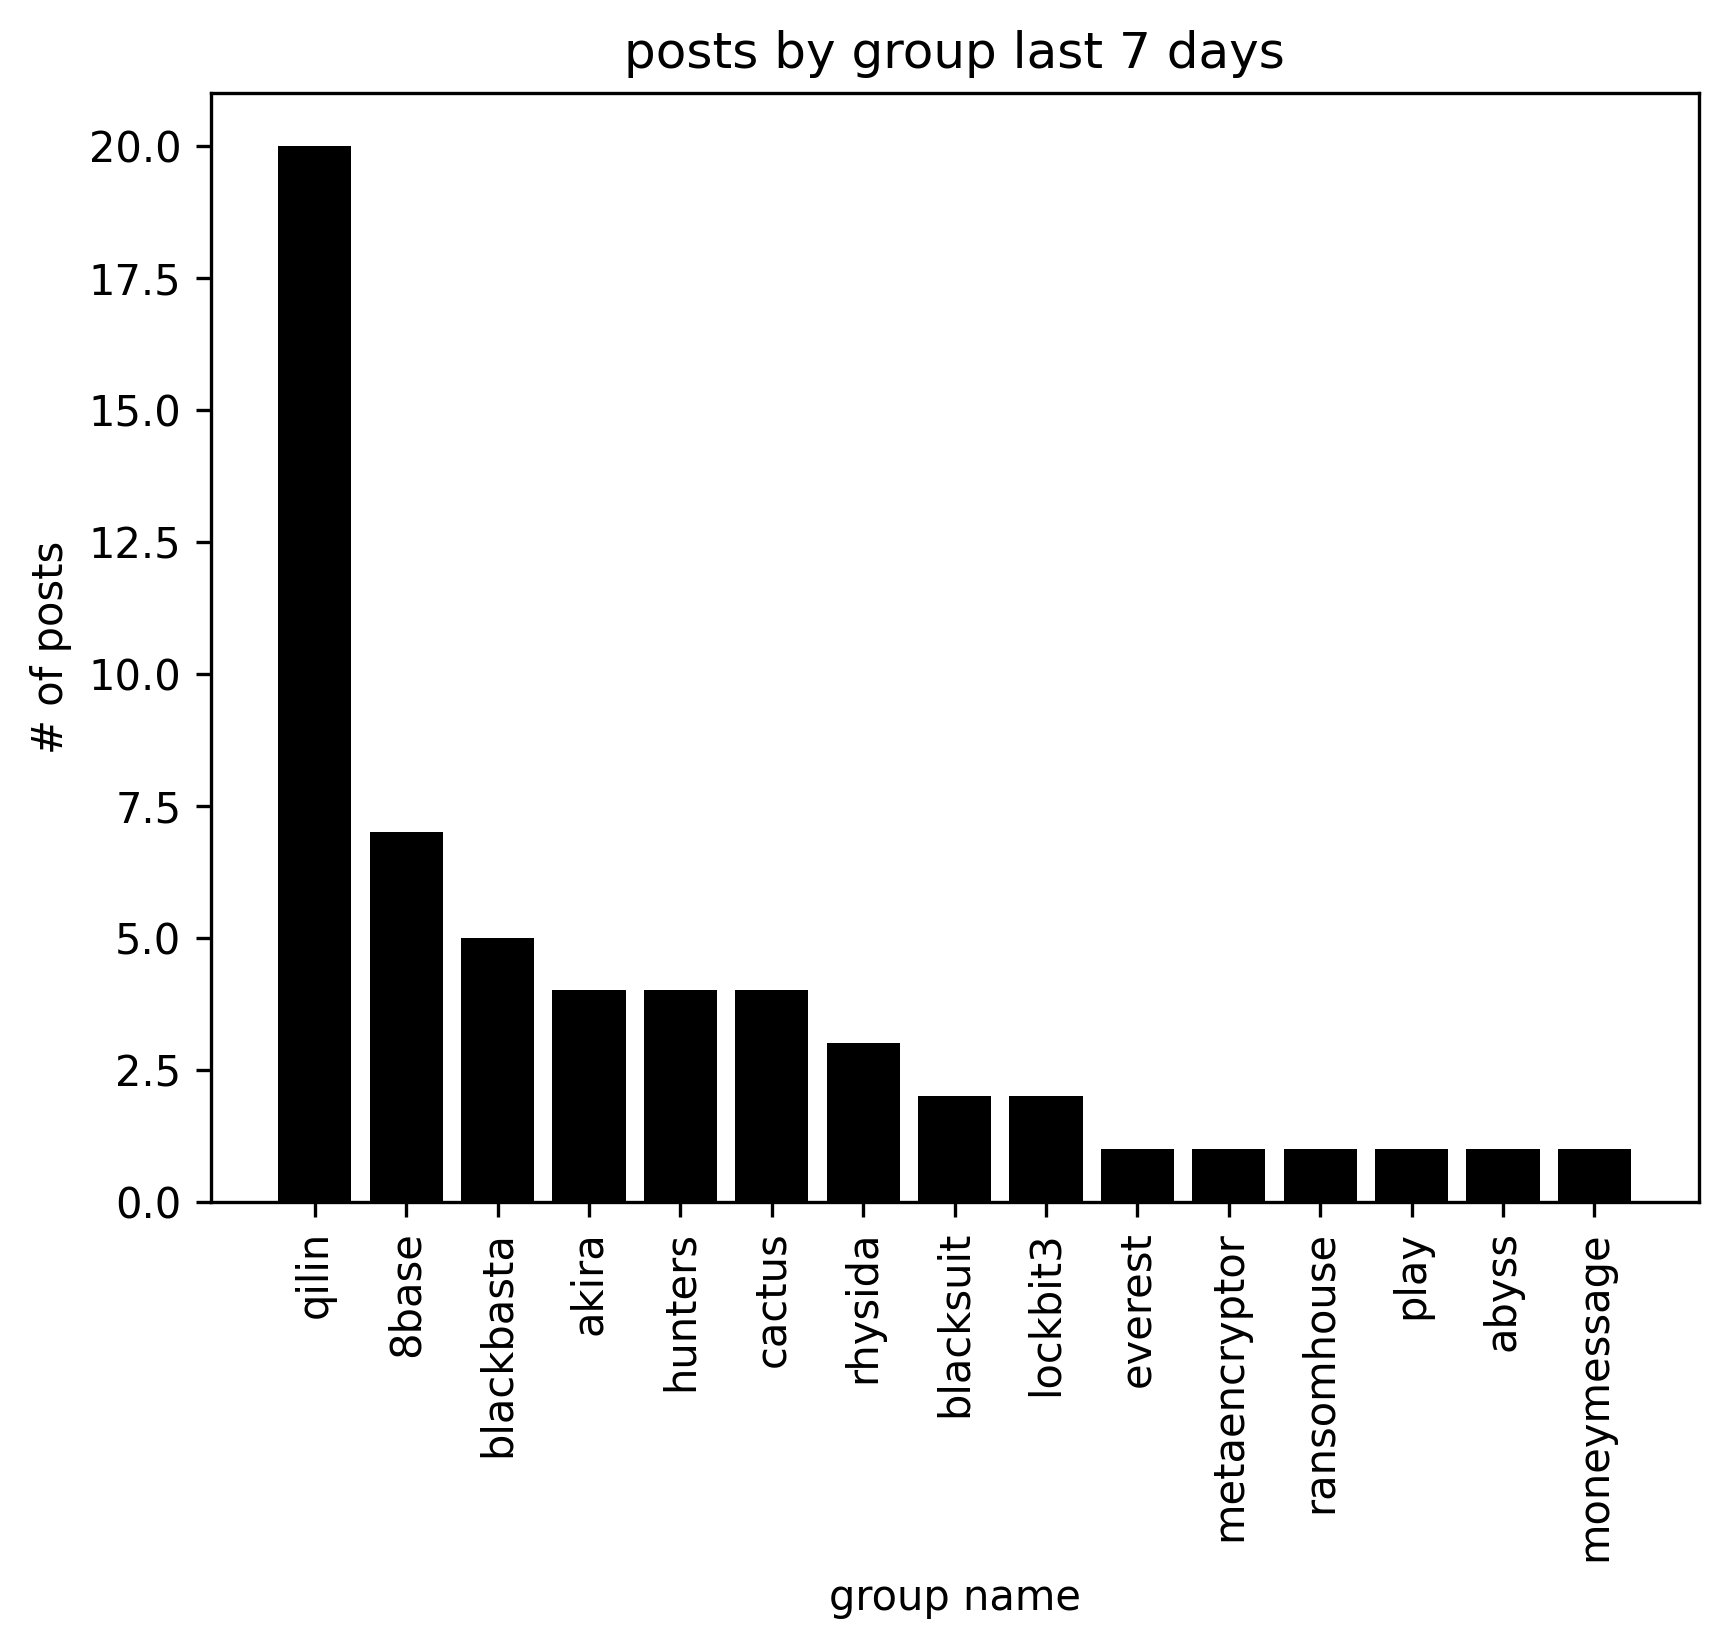 posts by group last 7 days
# of posts
20.0
17.5
15.0
12.5
10.0
7.5
5.0
2.5
0.0
qilin
8base
blackbasta
akira
hunters
cactus
rhysida
blacksuit
lockbit3
everest
metaencryptor
ransomhouse
play
abyss
moneymessage
group name